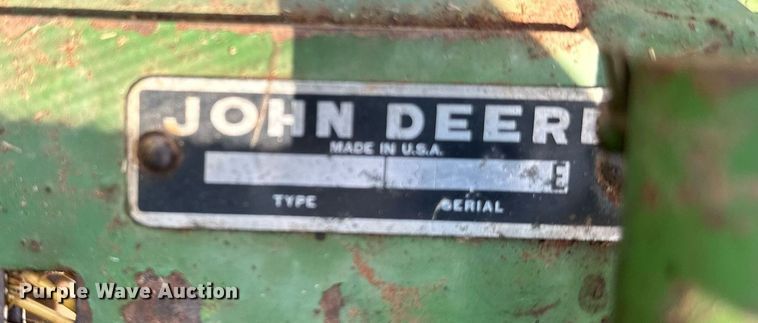 JOHN DEERE
MADE IN U.S.A.
E
TYPE SERIAL
Purple Wave Auction